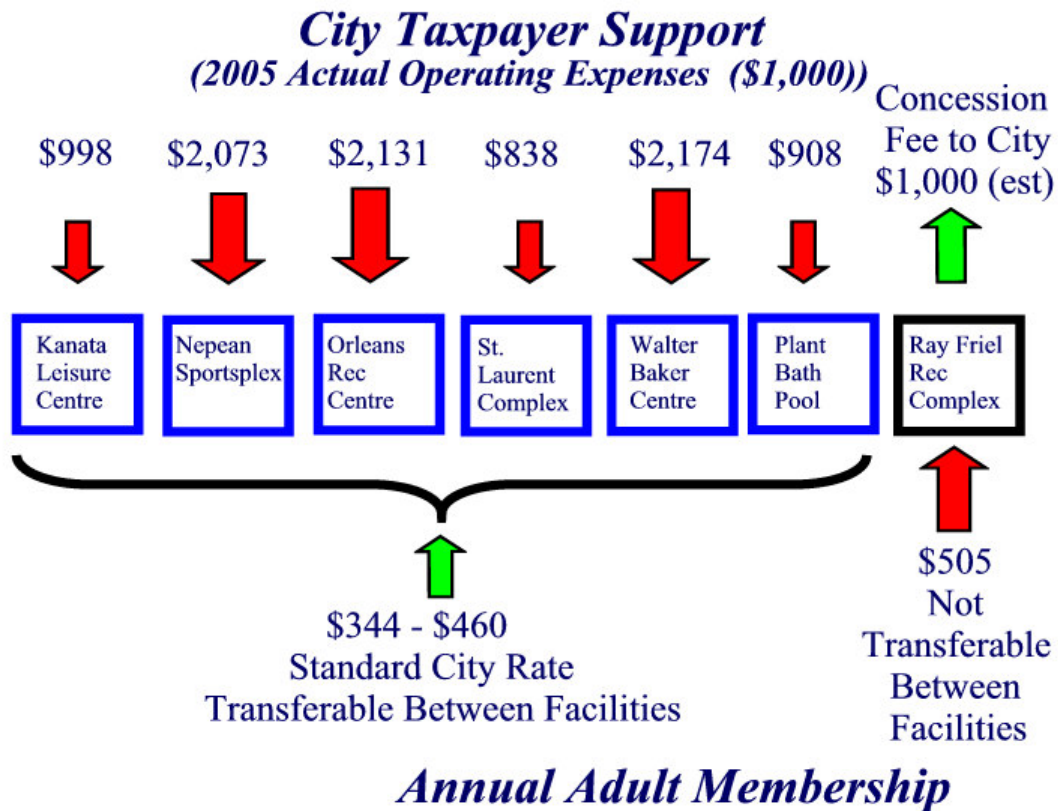 City Taxpayer Support
(2005 Actual Operating Expenses ($1,000))
Concession
Fee to City
$1,000 (est)
$998
$2,073
$2,131
$838
$2,174
$908
Kanata
Leisure
Centre
Nepean
Sportsplex
Orleans
Rec
Centre
St.
Laurent
Complex
Walter
Baker
Centre
Plant
Bath
Pool
Ray Friel
Rec
Complex
$344 - $460
Standard City Rate
Transferable Between Facilities
$505
Not
Transferable
Between
Facilities
Annual Adult Membership